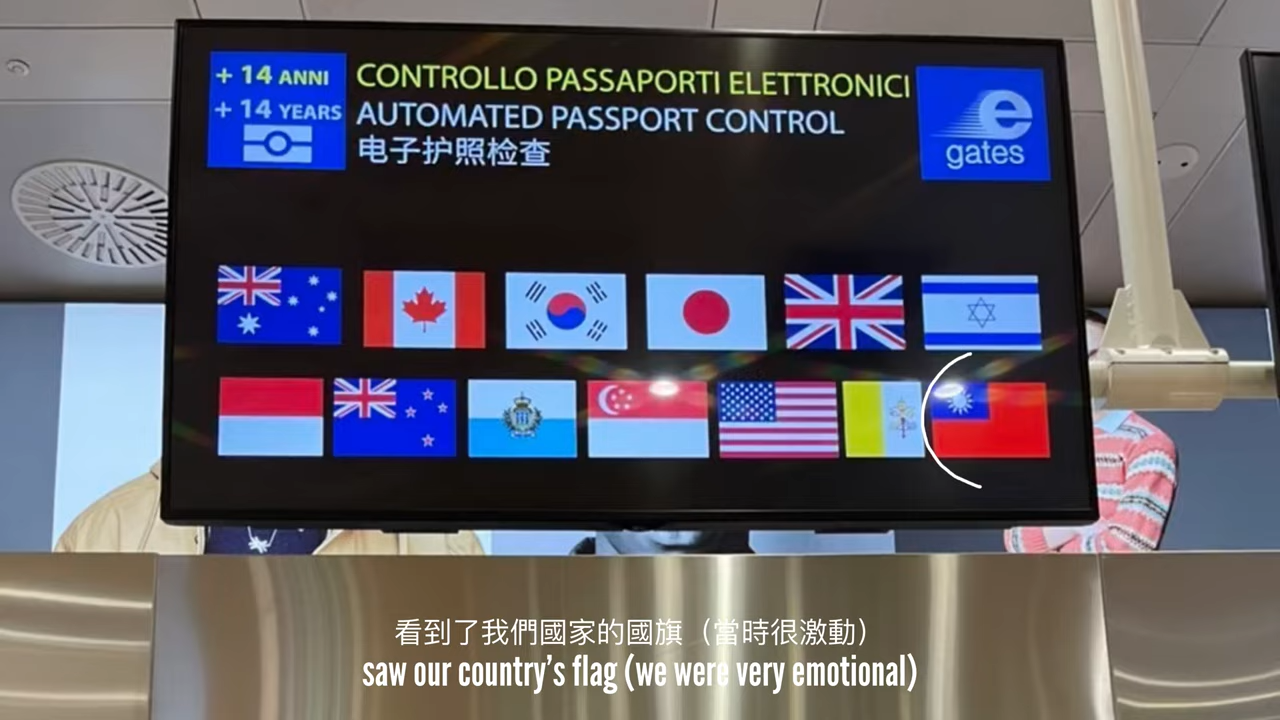 + 14 ANNI
+ 14 YEARS
CONTROLLO PASSAPORTI ELETTRONICI
AUTOMATED PASSPORT CONTROL
电子护照检查
e
gates
看到了我們國家的國旗（當時很激動）
saw our country's flag (we were very emotional)